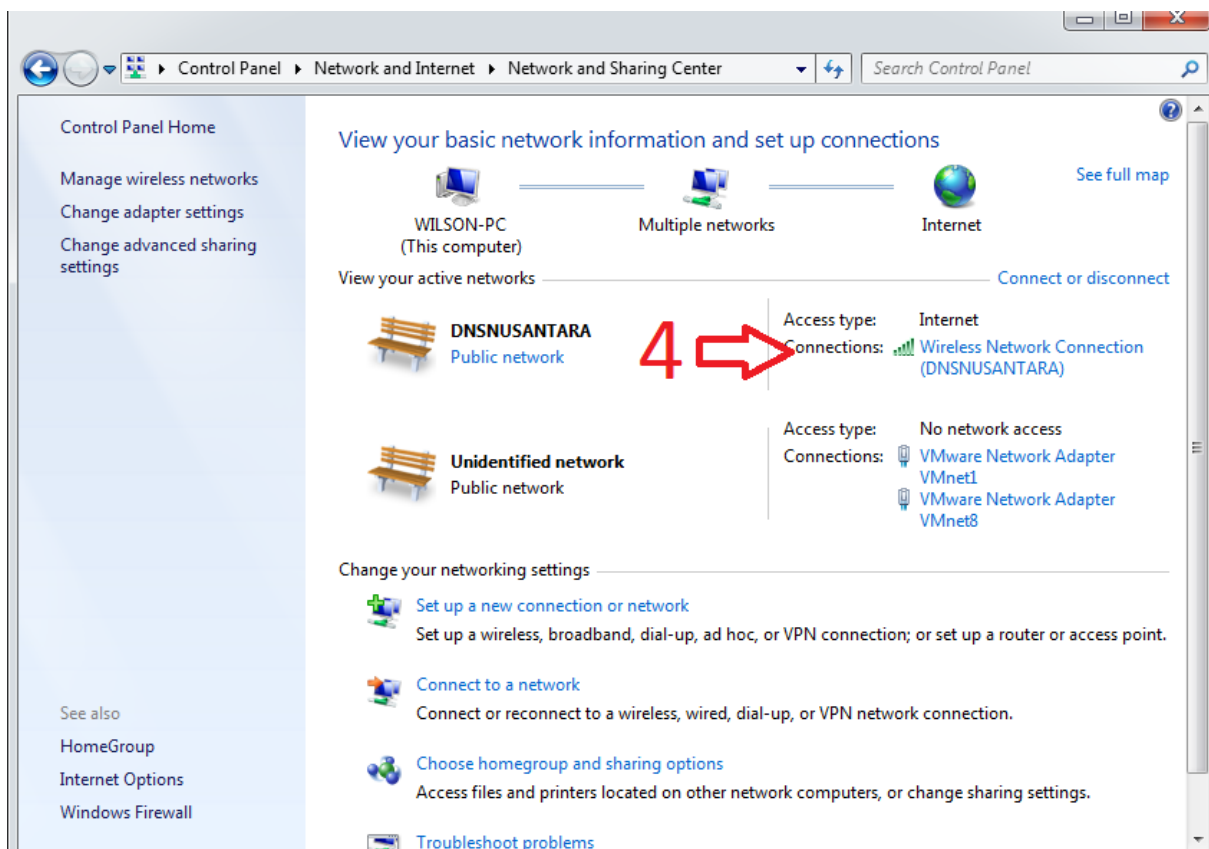 Control Panel ▸ Network and Internet ▸ Network and Sharing Center
Search Control Panel
Control Panel Home
Manage wireless networks
Change adapter settings
Change advanced sharing
settings
See also
HomeGroup
Internet Options
Windows Firewall
View your basic network information and set up connections
See full map
WILSON-PC
(This computer)
Multiple networks
Internet
View your active networks
Connect or disconnect
DNSNUSANTARA
Public network
4
Access type: Internet
Connections: Wireless Network Connection
(DNSNUSANTARA)
Unidentified network
Public network
Access type: No network access
Connections: VMware Network Adapter
VMnet1
VMware Network Adapter
VMnet8
Change your networking settings
Set up a new connection or network
Set up a wireless, broadband, dial-up, ad hoc, or VPN connection; or set up a router or access point.
Connect to a network
Connect or reconnect to a wireless, wired, dial-up, or VPN network connection.
Choose homegroup and sharing options
Access files and printers located on other network computers, or change sharing settings.
Troubleshoot problems